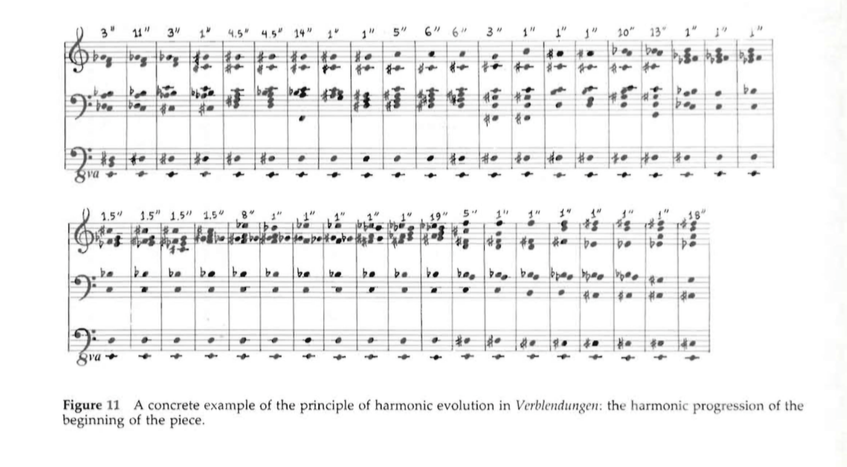 3" 11" 3" 1" 4.5" 4.5" 14" 1" 1" 5" 6" 6" 3" 1" 1" 1" 10" 13" 1" 1" 1"
8va
1.5" 1.5" 1.5" 1.5" 8" 1" 1" 1" 1" 1" 19" 5" 1" 1" 1" 1" 1" 1" 18"
8va
Figure 11 A concrete example of the principle of harmonic evolution in Verblendungen: the harmonic progression of the
beginning of the piece.